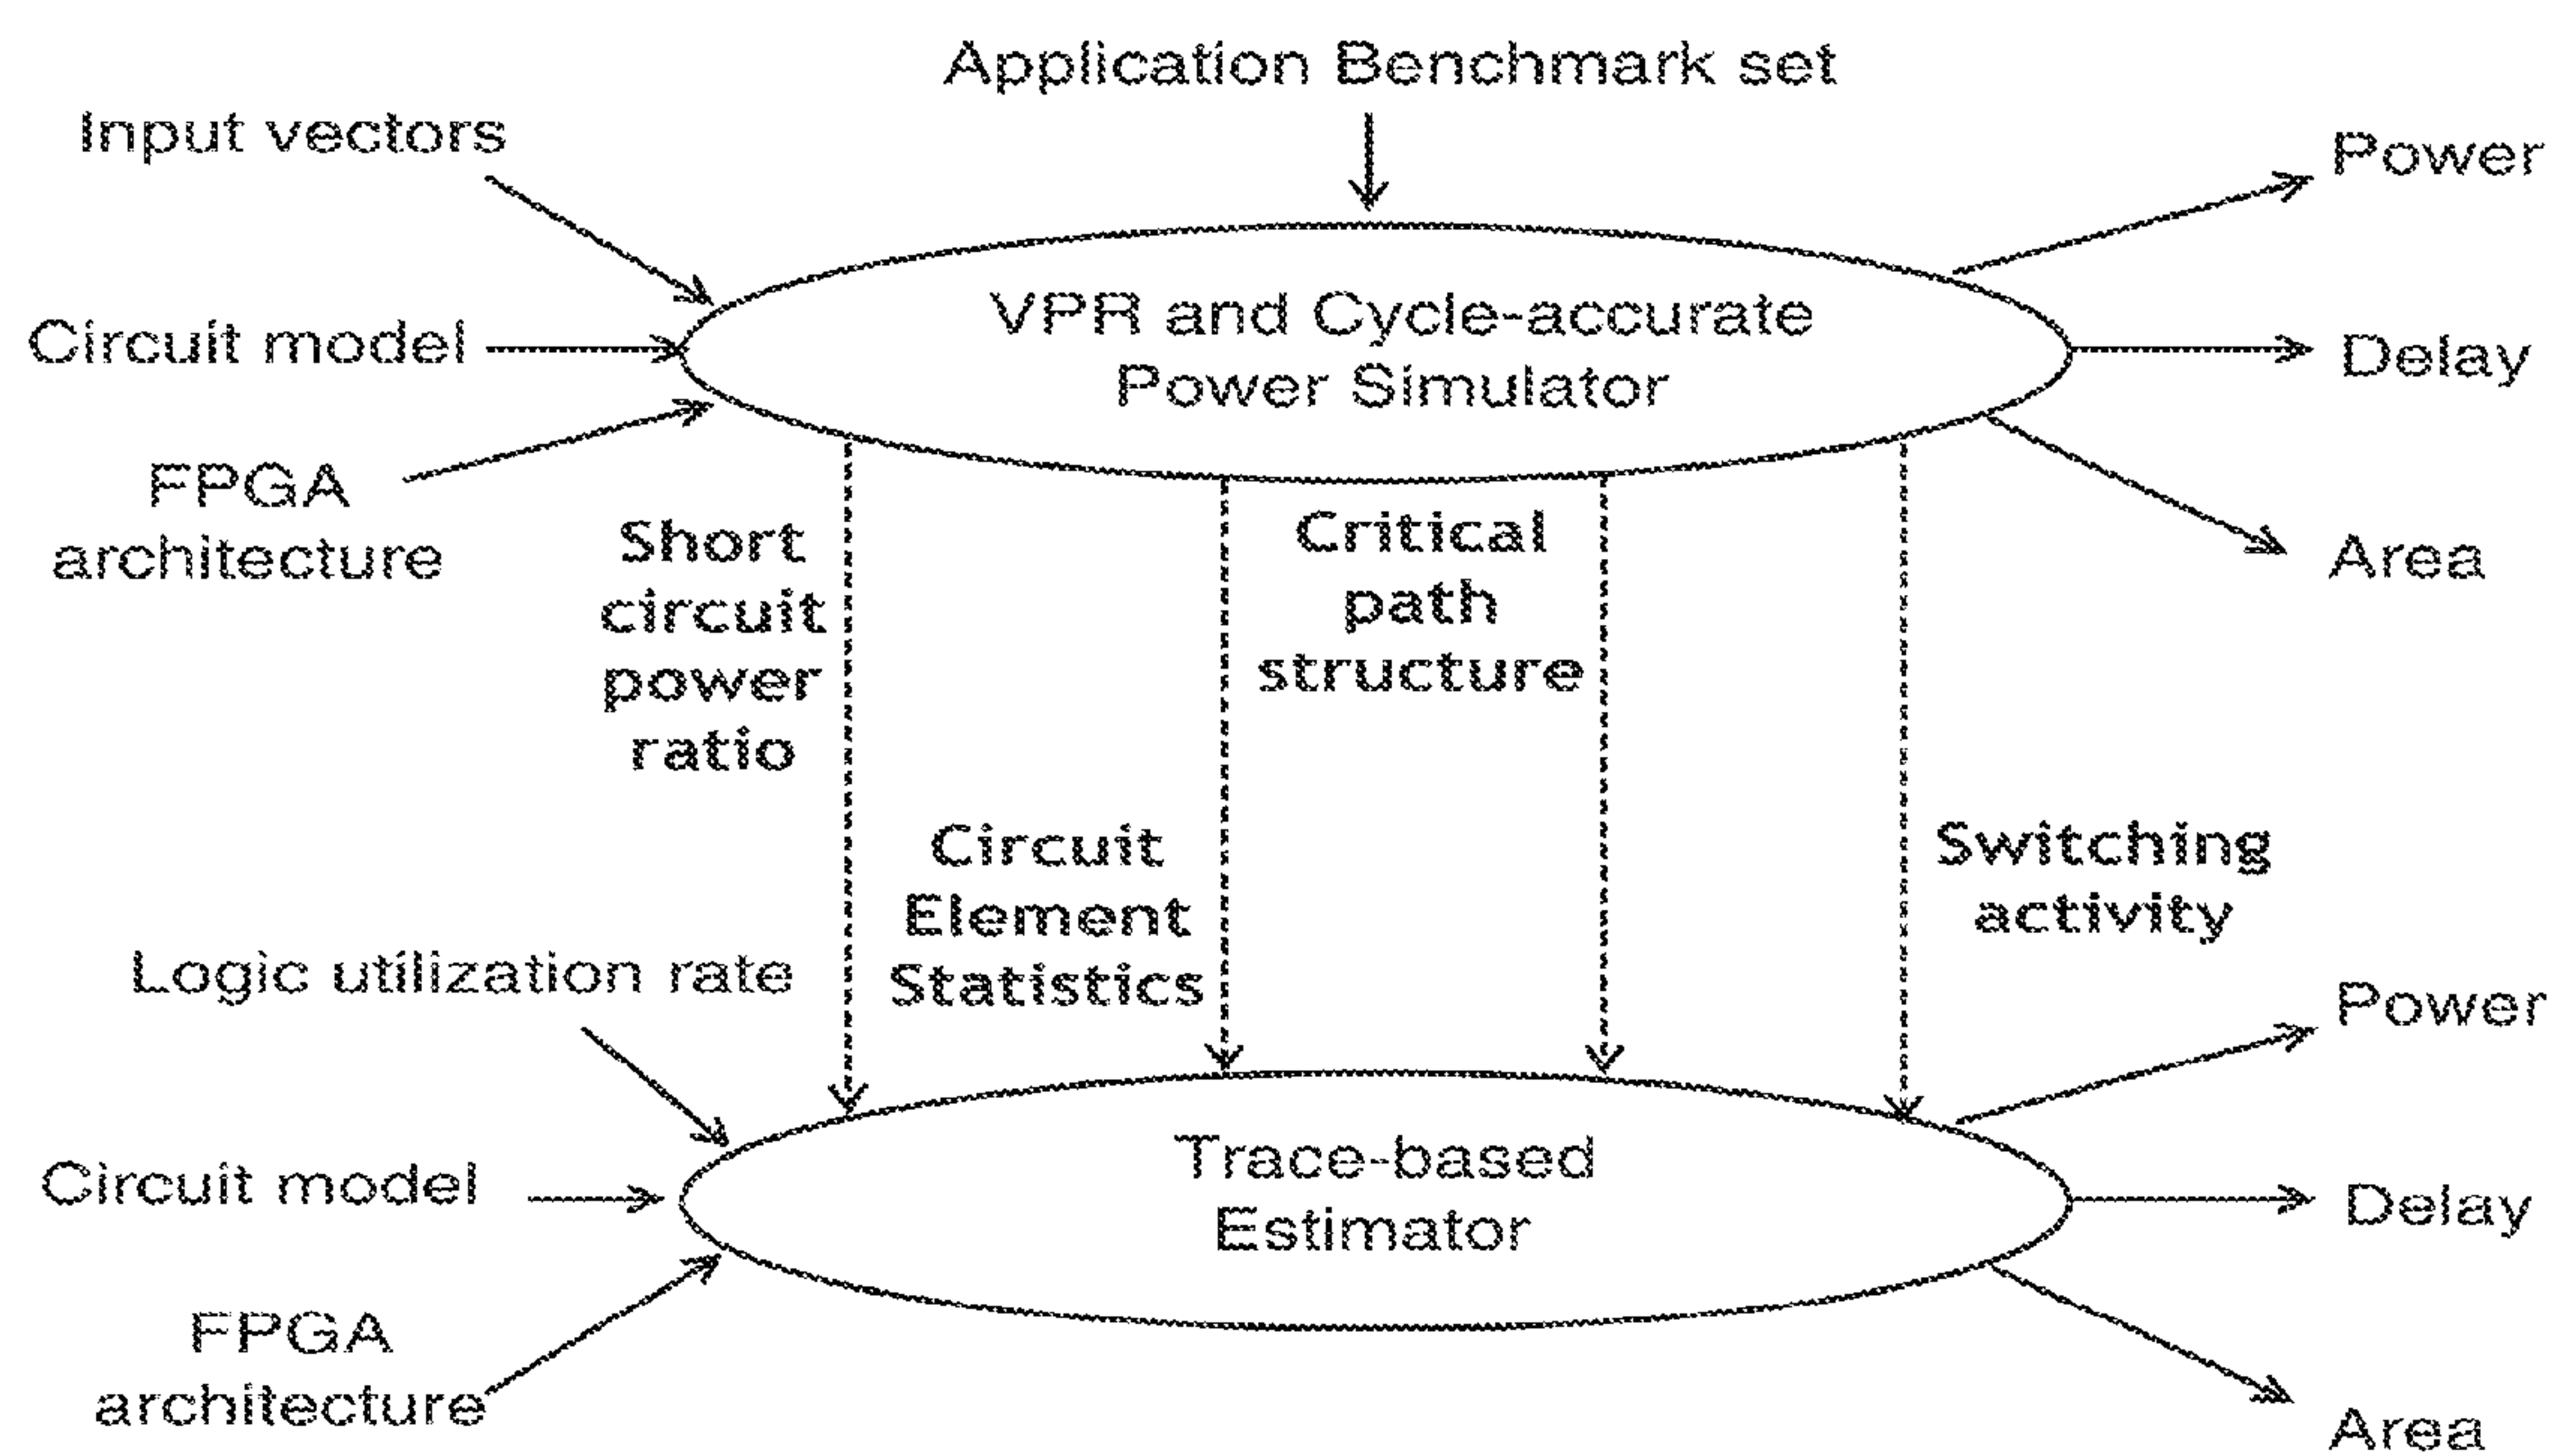 Application Benchmark set
Input vectors
Power
VPR and Cycle-accurate
Power Simulator
Circuit model
Delay
FPGA
architecture
Area
Short
circuit
power
ratio
Critical
path
structure
Circuit
Element
Statistics
Switching
activity
Logic utilization rate
Power
Trace-based
Estimator
Circuit model
Delay
FPGA
architecture
Area